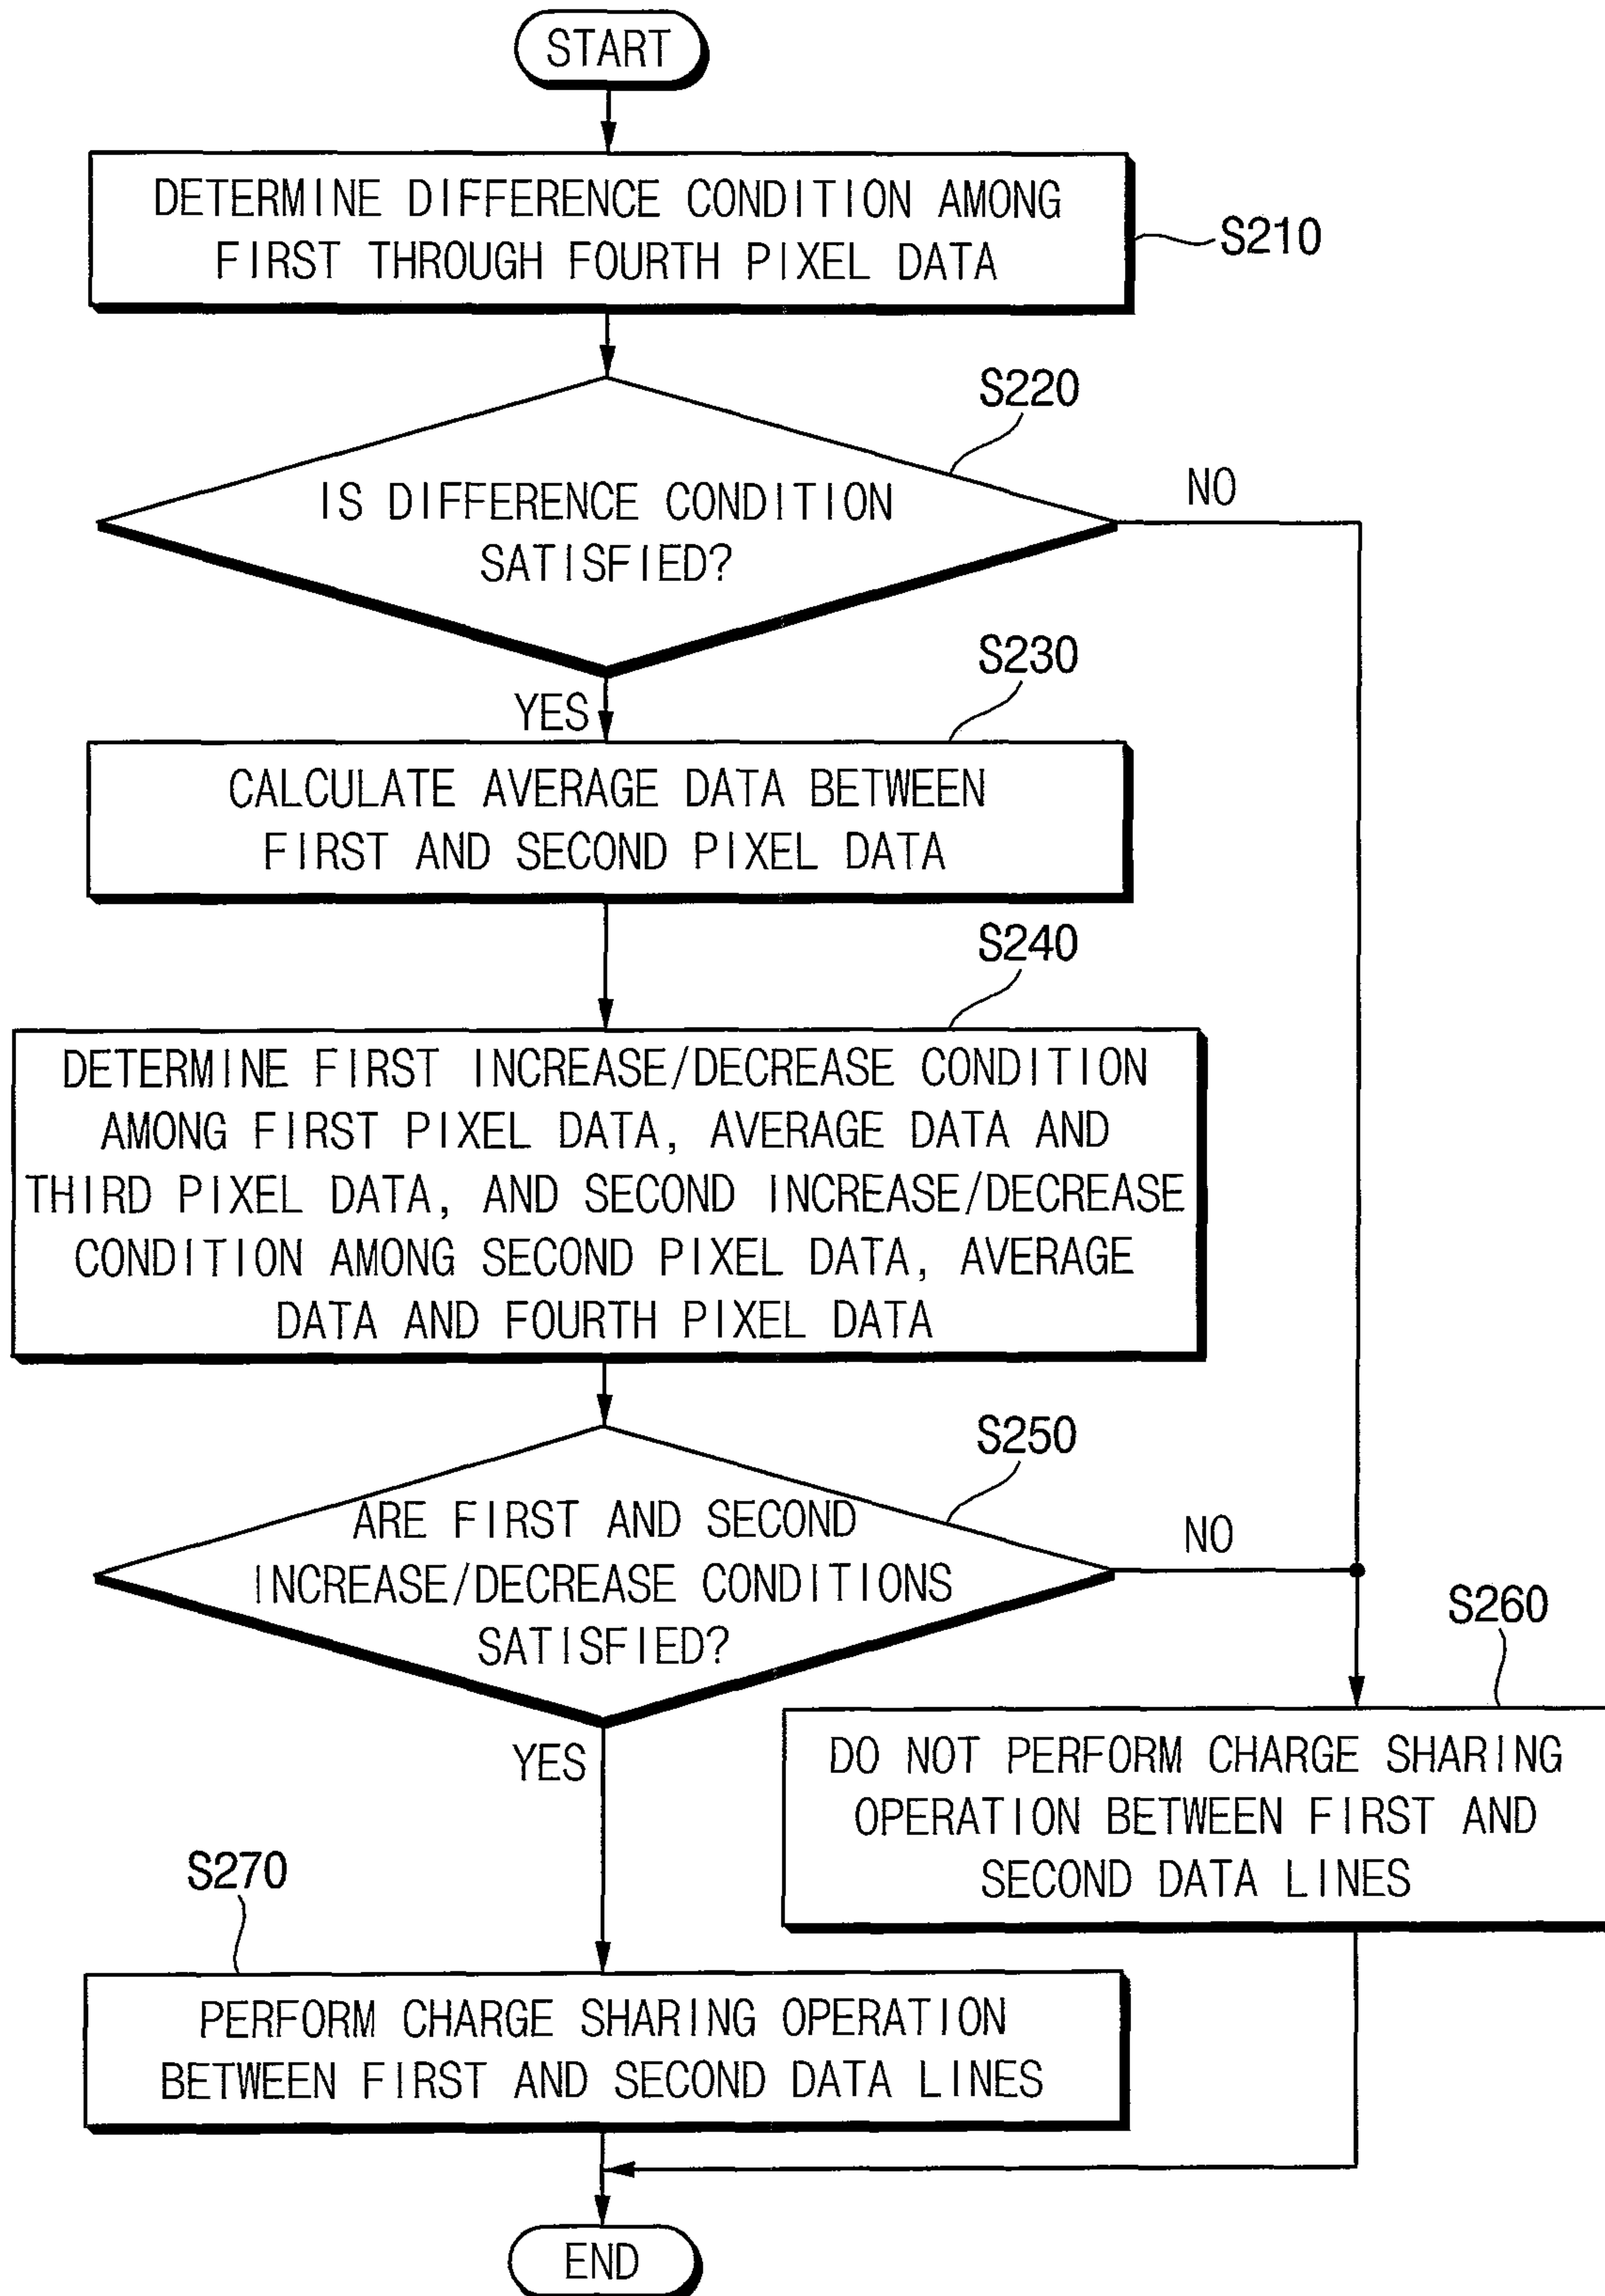 START
DETERMINE DIFFERENCE CONDITION AMONG
FIRST THROUGH FOURTH PIXEL DATA
S210
S220
IS DIFFERENCE CONDITION
SATISFIED?
NO
YES
S230
CALCULATE AVERAGE DATA BETWEEN
FIRST AND SECOND PIXEL DATA
S240
DETERMINE FIRST INCREASE/DECREASE CONDITION
AMONG FIRST PIXEL DATA, AVERAGE DATA AND
THIRD PIXEL DATA, AND SECOND INCREASE/DECREASE
CONDITION AMONG SECOND PIXEL DATA, AVERAGE
DATA AND FOURTH PIXEL DATA
S250
ARE FIRST AND SECOND
INCREASE/DECREASE CONDITIONS
SATISFIED?
NO
YES
S260
DO NOT PERFORM CHARGE SHARING
OPERATION BETWEEN FIRST AND
SECOND DATA LINES
S270
PERFORM CHARGE SHARING OPERATION
BETWEEN FIRST AND SECOND DATA LINES
END